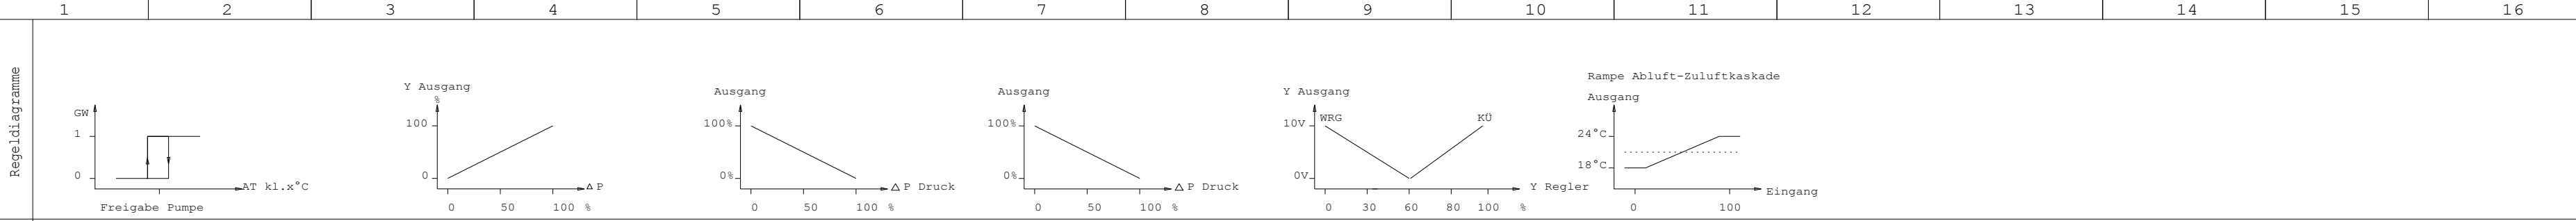 1 2 3 4 5 6 7 8 9 10 11 12 13 14 15 16
Regeldiagramme
GW
1
0
AT kl.x°C
Freigabe Pumpe
Y Ausgang
%
100
0
Δ P
0 50 100 %
Ausgang
100%
0%
Δ P Druck
0 50 100 %
Ausgang
100%
0%
Δ P Druck
0 50 100 %
Y Ausgang
10V
WRG
KÜ
0V
Y Regler
0 30 60 80 100 %
Rampe Abluft-Zuluftkaskade
Ausgang
24°C
18°C
Eingang
0 100